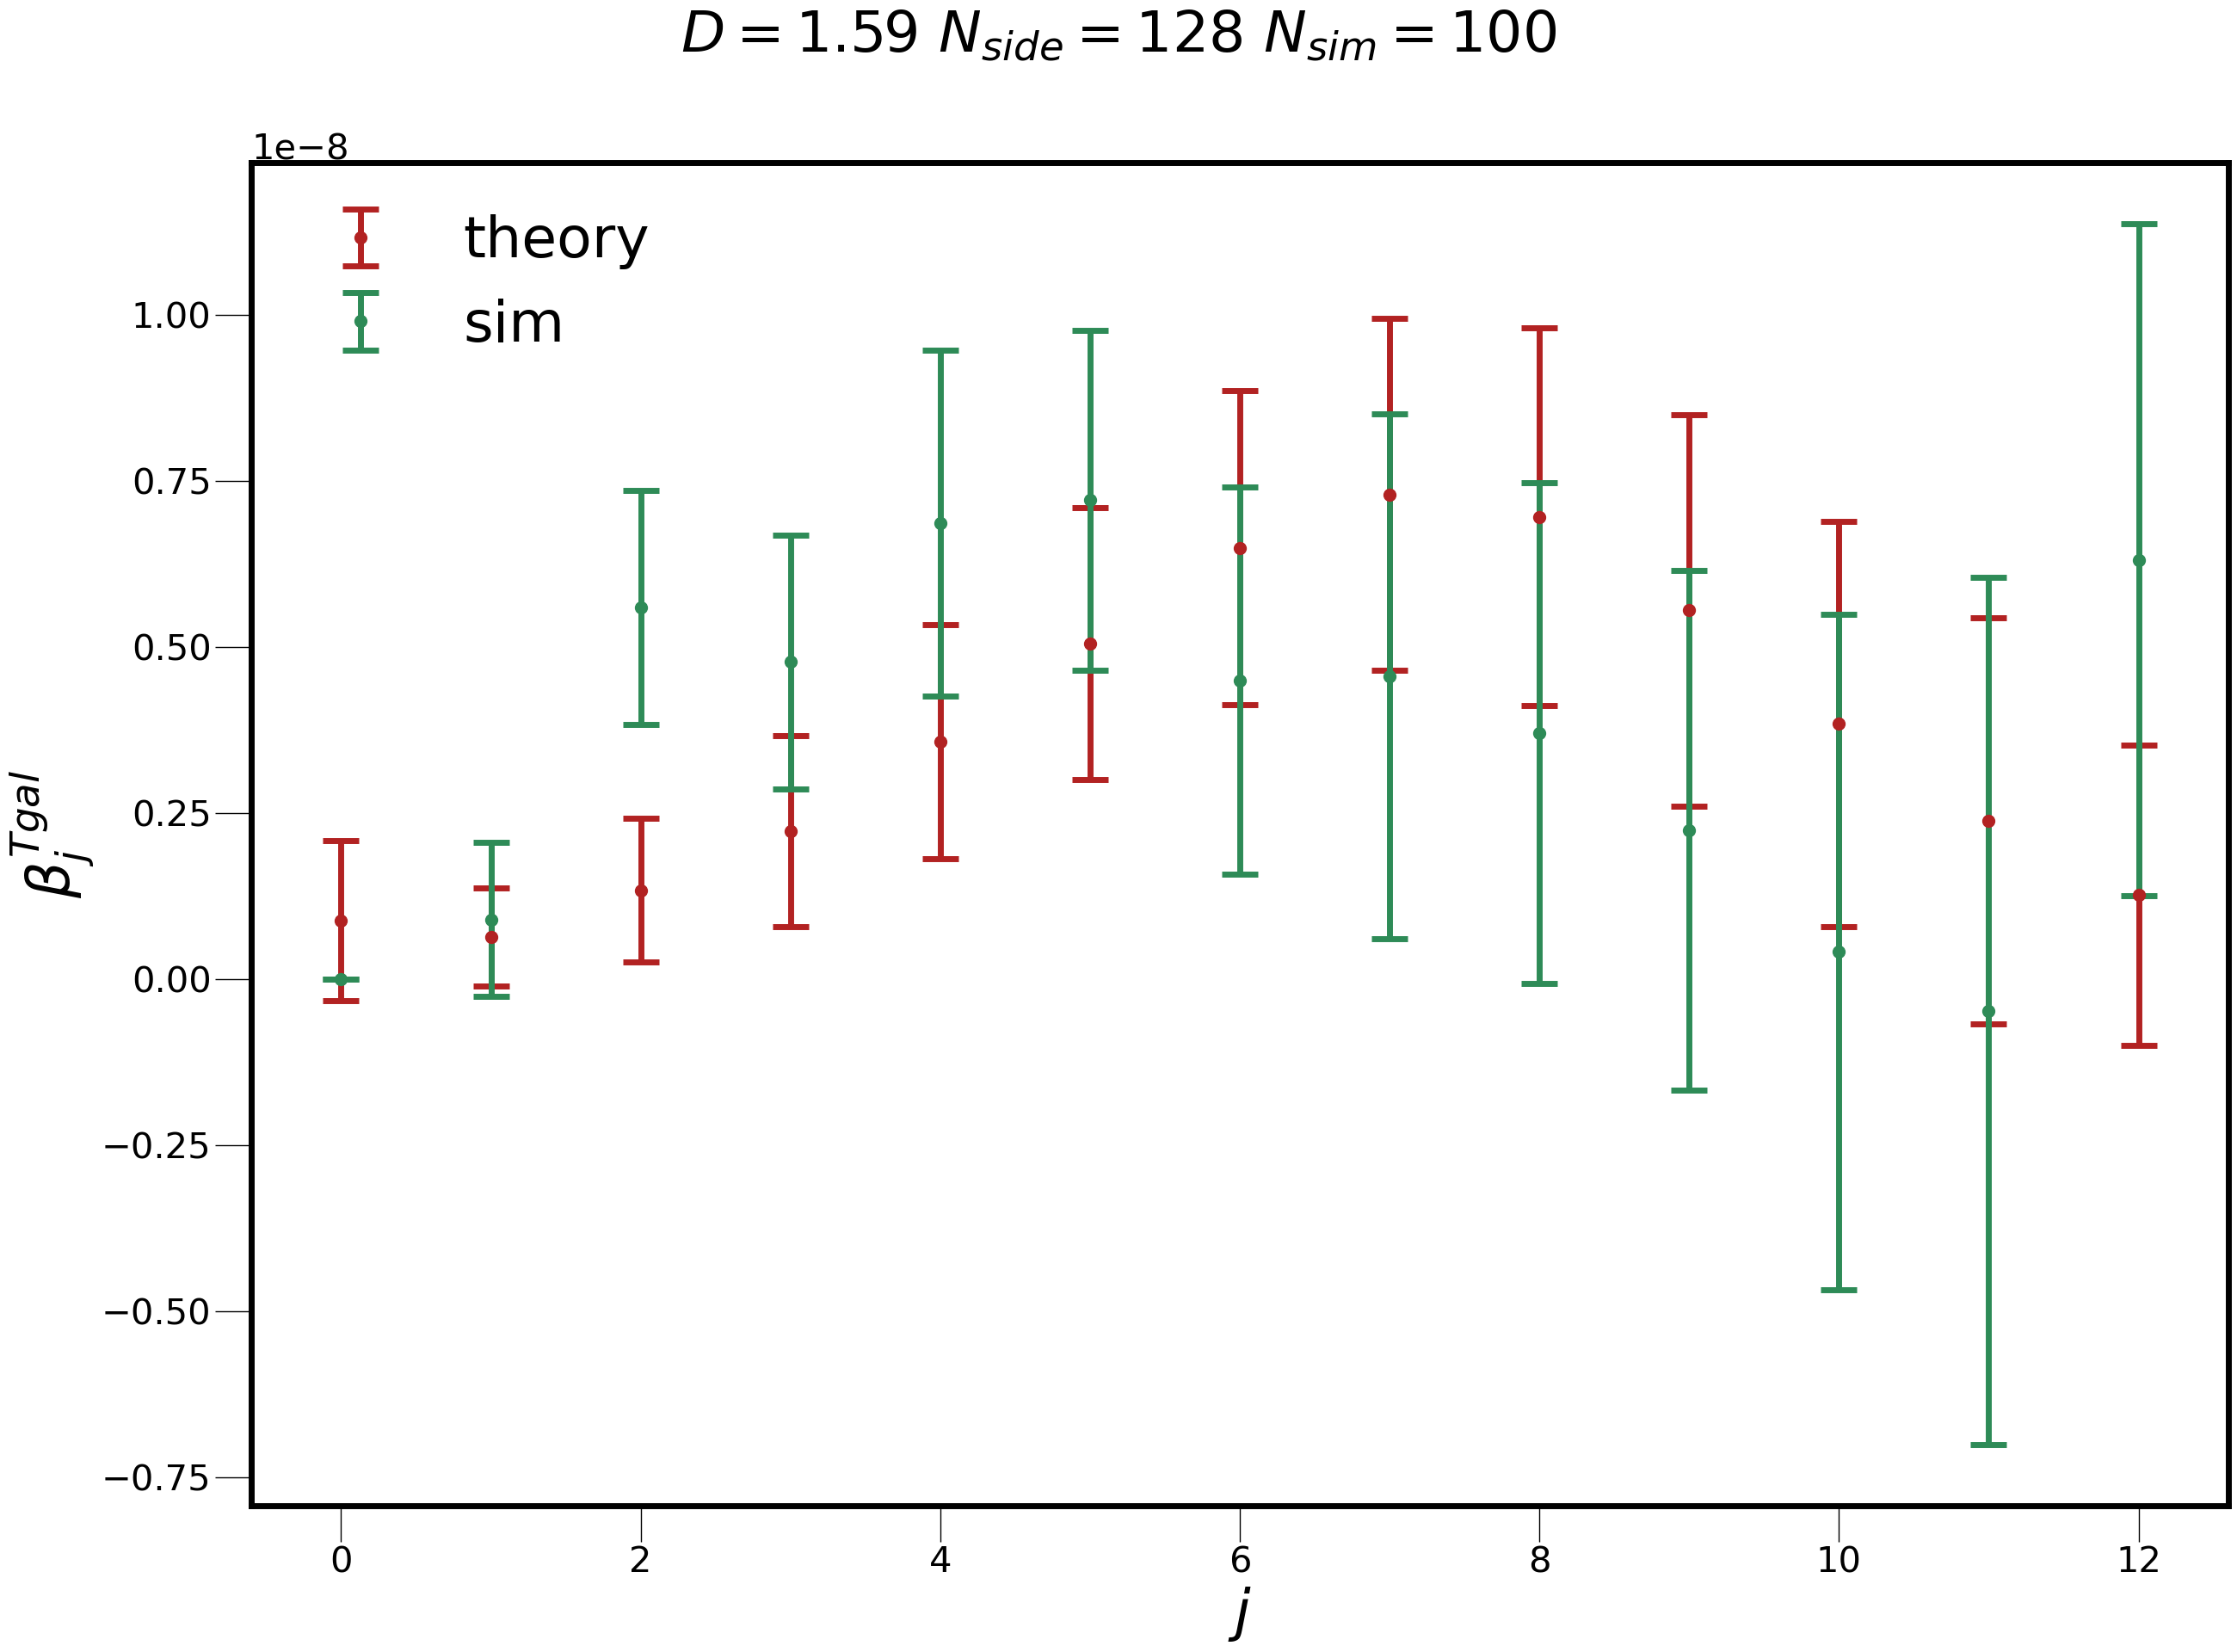 D = 1.59 N_side = 128 N_sim = 100
1e−8
theory
sim
1.00
0.75
0.50
0.25
0.00
−0.25
−0.50
−0.75
β_j^Tgal
0 2 4 6 8 10 12
j